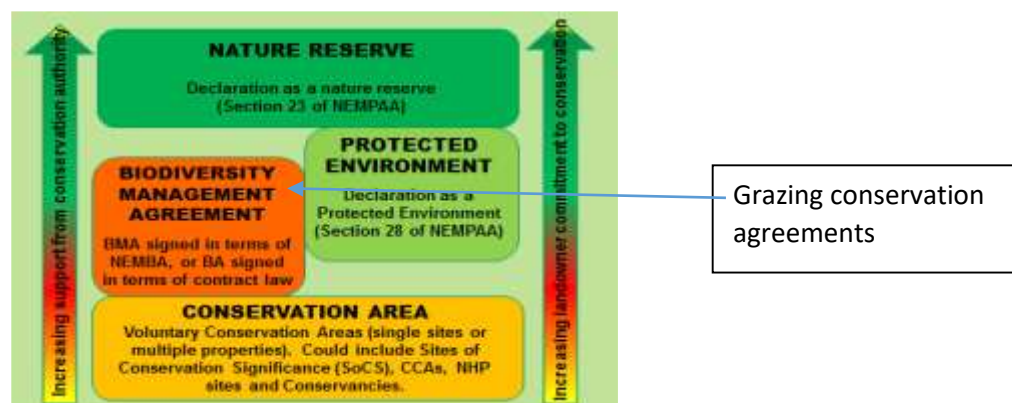 Increasing support from conservation authority
NATURE RESERVE
Declaration as a nature reserve
(Section 23 of NEMPAA)
PROTECTED
ENVIRONMENT
Declaration as a
Protected Environment
(Section 28 of NEMPAA)
BIODIVERSITY
MANAGEMENT
AGREEMENT
BMA signed in terms of
NEMBA, or BA signed
in terms of contract law
CONSERVATION AREA
Voluntary Conservation Areas (single sites or
multiple properties). Could include Sites of
Conservation Significance (SoCS), CCAs, NHP
sites and Conservancies.
Increasing landowner commitment to conservation
Grazing conservation
agreements